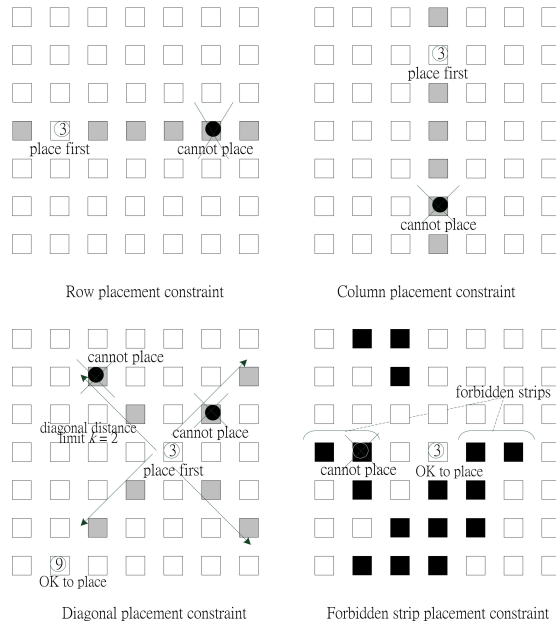 3
place first
cannot place
Row placement constraint
3
place first
cannot place
Column placement constraint
cannot place
diagonal distance
limit k = 2
cannot place
3
place first
9
OK to place
Diagonal placement constraint
forbidden strips
3
cannot place
OK to place
Forbidden strip placement constraint